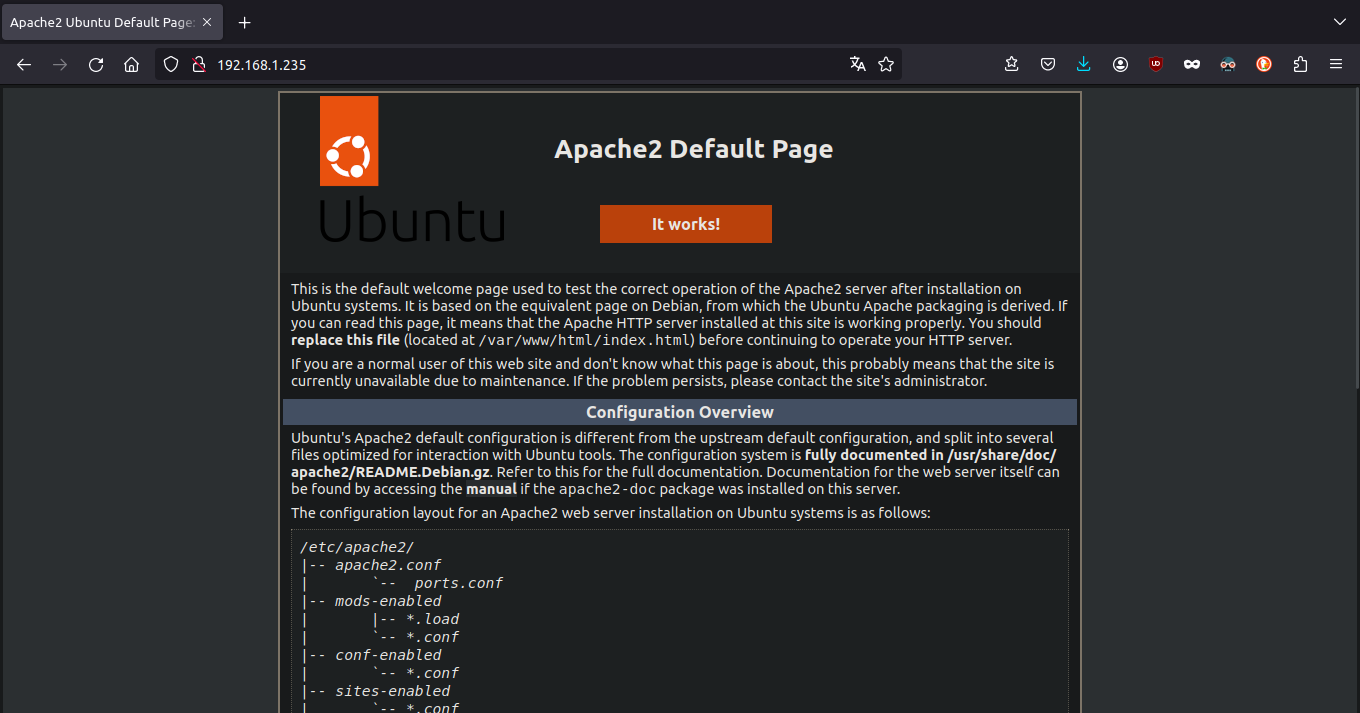 Apache2 Ubuntu Default Page:
192.168.1.235
Ubuntu
Apache2 Default Page
It works!
This is the default welcome page used to test the correct operation of the Apache2 server after installation on
Ubuntu systems. It is based on the equivalent page on Debian, from which the Ubuntu Apache packaging is derived. If
you can read this page, it means that the Apache HTTP server installed at this site is working properly. You should
replace this file (located at /var/www/html/index.html) before continuing to operate your HTTP server.
If you are a normal user of this web site and don't know what this page is about, this probably means that the site is
currently unavailable due to maintenance. If the problem persists, please contact the site's administrator.
Configuration Overview
Ubuntu's Apache2 default configuration is different from the upstream default configuration, and split into several
files optimized for interaction with Ubuntu tools. The configuration system is fully documented in /usr/share/doc/
apache2/README.Debian.gz. Refer to this for the full documentation. Documentation for the web server itself can
be found by accessing the manual if the apache2-doc package was installed on this server.
The configuration layout for an Apache2 web server installation on Ubuntu systems is as follows:
/etc/apache2/
|-- apache2.conf
|       `--  ports.conf
|-- mods-enabled
|       |-- *.load
|       `-- *.conf
|-- conf-enabled
|       `-- *.conf
|-- sites-enabled
|       `-- *.conf